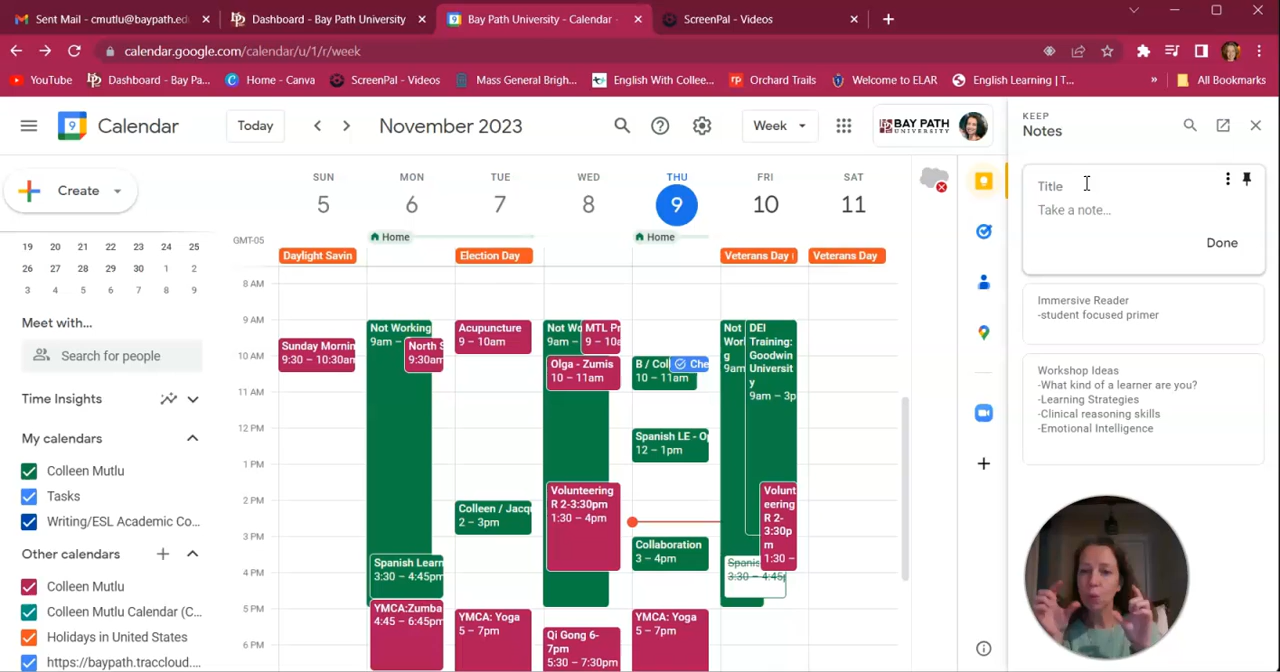 Sent Mail - cmutlu@baypath.ed
Dashboard - Bay Path University
Bay Path University - Calendar -
ScreenPal - Videos
calendar.google.com/calendar/u/1/r/week
YouTube
Dashboard - Bay Pa...
Home - Canva
ScreenPal - Videos
Mass General Brigh...
English With Collee...
Orchard Trails
Welcome to ELAR
English Learning | T...
All Bookmarks
9 Calendar
Today
November 2023
Week
BAY PATH
UNIVERSITY
KEEP
Notes
Create
SUN MON TUE WED THU FRI SAT
5 6 7 8 9 10 11
Title
Take a note...
Done
19 20 21 22 23 24 25
26 27 28 29 30 1 2
3 4 5 6 7 8 9
GMT-05
Home
Home
Daylight Savin
Election Day
Veterans Day (
Veterans Day
8 AM
9 AM
10 AM
11 AM
12 PM
1 PM
2 PM
3 PM
4 PM
5 PM
6 PM
Sunday Mornin
9:30 – 10:30am
Not Working
9am –
North S
9:30am
Spanish Learn
3:30 – 4:45pm
YMCA:Zumba
4:45 – 6:45pm
Acupuncture
9 – 10am
Colleen / Jacq
2 – 3pm
YMCA: Yoga
5 – 7pm
Not Wo
9am –
MTL Pr
9 – 10a
Olga - Zumis
10 – 11am
Volunteering
R 2-3:30pm
1:30 – 4pm
Qi Gong 6-
7pm
5:30 – 7:30pm
B / Coll
10 – 11am
Che
Spanish LE - Op
12 – 1pm
Collaboration
3 – 4pm
YMCA: Yoga
5 – 7pm
Not
Wor
g
9am
DEI
Training:
Goodwin
Universit
y
9am – 3p
Volunt
eering
R 2-
3:30p
m
1:30 –
Spanis
3:30 – 4:45p
Meet with...
Search for people
Time Insights
My calendars
Colleen Mutlu
Tasks
Writing/ESL Academic Co...
Other calendars
Colleen Mutlu
Colleen Mutlu Calendar (C...
Holidays in United States
https://baypath.traccloud....
Immersive Reader
-student focused primer
Workshop Ideas
-What kind of a learner are you?
-Learning Strategies
-Clinical reasoning skills
-Emotional Intelligence